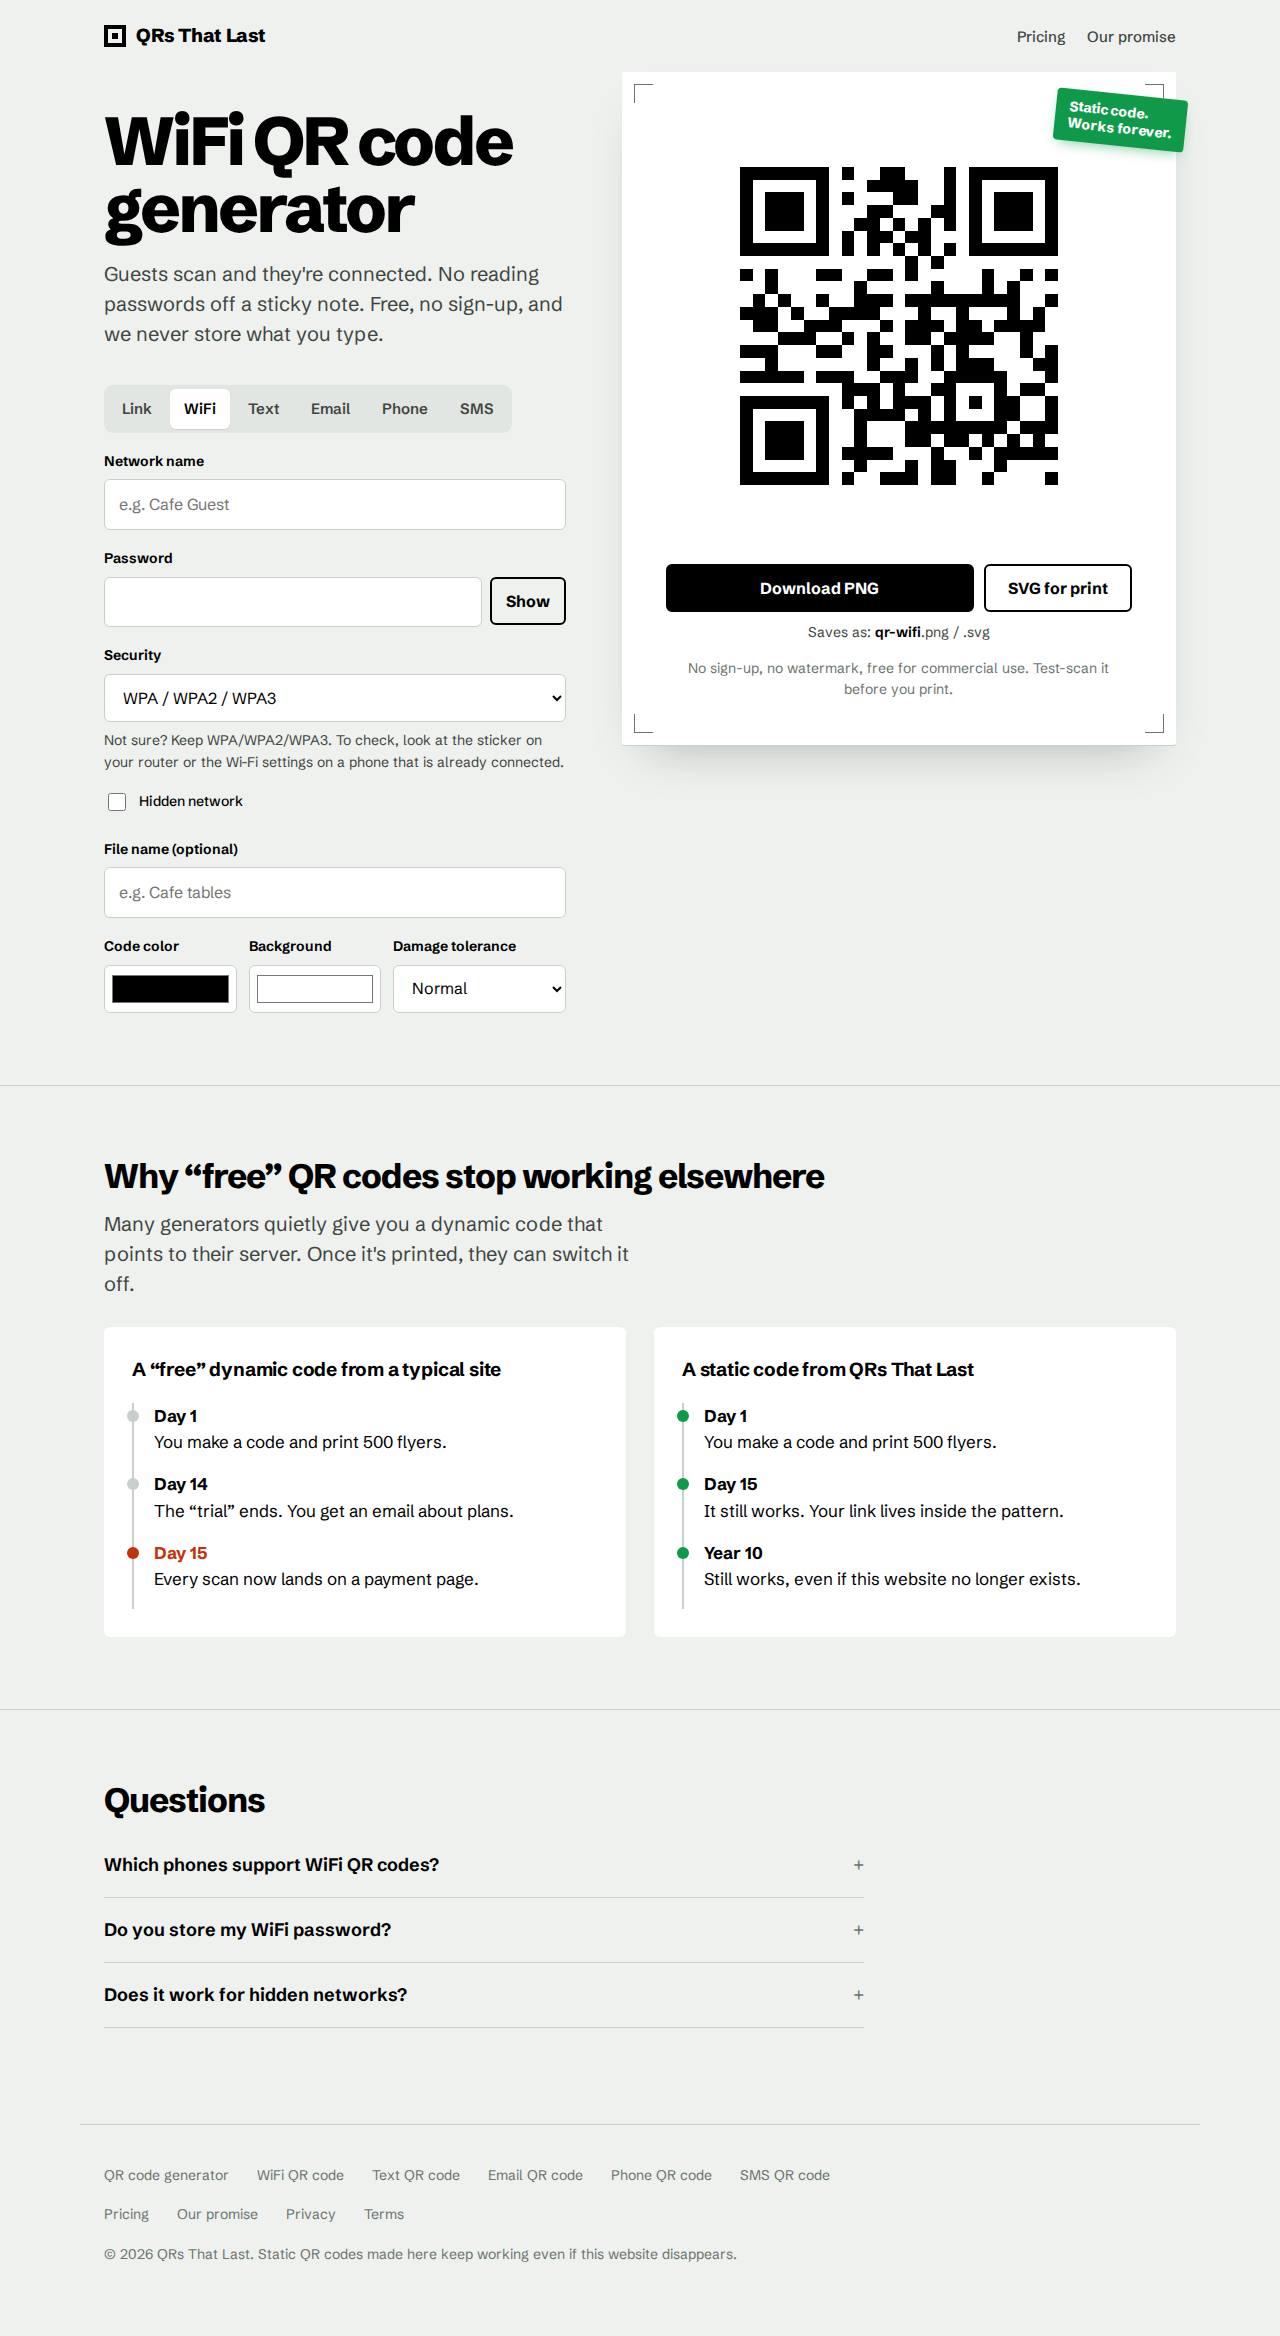 QRs That Last
Pricing
Our promise
WiFi QR code
generator
Guests scan and they're connected. No reading
passwords off a sticky note. Free, no sign-up, and
we never store what you type.
Link
WiFi
Text
Email
Phone
SMS
Network name
e.g. Cafe Guest
Password
Show
Security
WPA / WPA2 / WPA3
Not sure? Keep WPA/WPA2/WPA3. To check, look at the sticker on
your router or the Wi-Fi settings on a phone that is already connected.
Hidden network
File name (optional)
e.g. Cafe tables
Code color
Background
Damage tolerance
Normal
Static code.
Works forever.
Download PNG
SVG for print
Saves as: qr-wifi.png / .svg
No sign-up, no watermark, free for commercial use. Test-scan it
before you print.
Why “free” QR codes stop working elsewhere
Many generators quietly give you a dynamic code that
points to their server. Once it's printed, they can switch it
off.
A “free” dynamic code from a typical site
Day 1
You make a code and print 500 flyers.
Day 14
The “trial” ends. You get an email about plans.
Day 15
Every scan now lands on a payment page.
A static code from QRs That Last
Day 1
You make a code and print 500 flyers.
Day 15
It still works. Your link lives inside the pattern.
Year 10
Still works, even if this website no longer exists.
Questions
Which phones support WiFi QR codes? +
Do you store my WiFi password? +
Does it work for hidden networks? +
QR code generator
WiFi QR code
Text QR code
Email QR code
Phone QR code
SMS QR code
Pricing
Our promise
Privacy
Terms
© 2026 QRs That Last. Static QR codes made here keep working even if this website disappears.